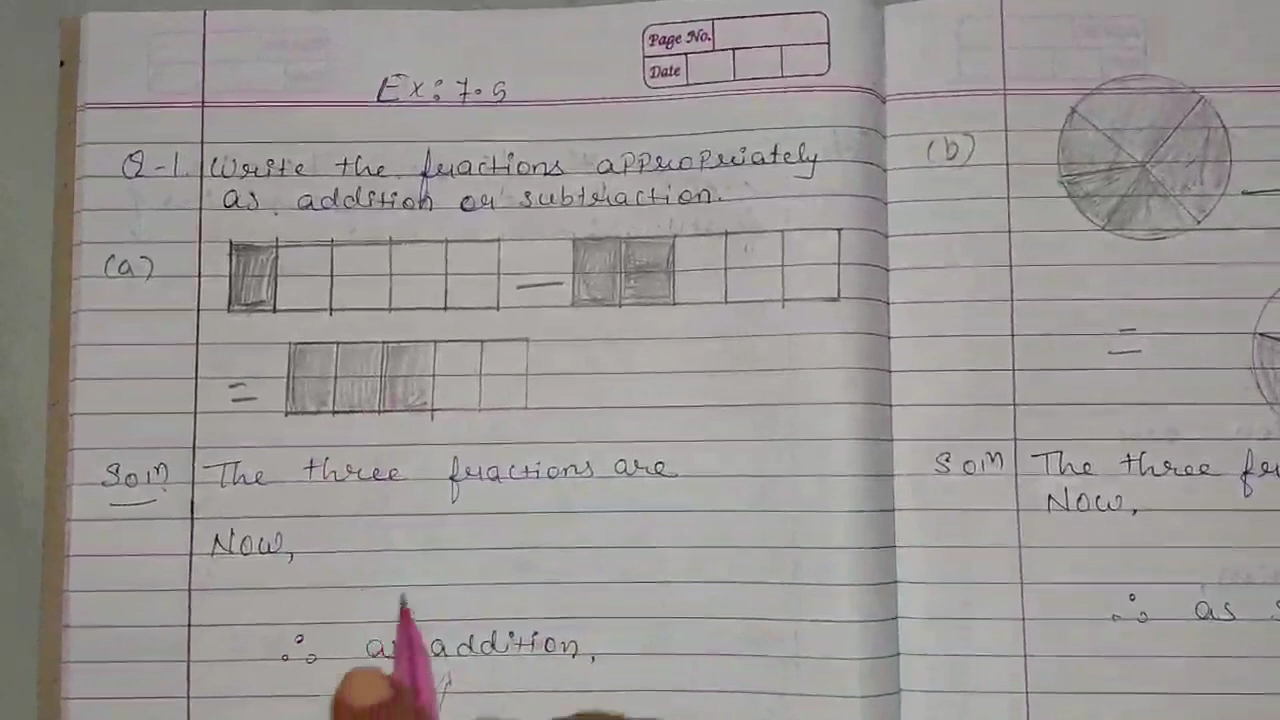 Page No.
Date
Ex: 7.5
Q-1. Write the fractions appropriately
as addition or subtraction.
(a)
—
=
Soln
The three fractions are
Now,
∴ as addition,
(b)
=
Soln
The three
Now,
∴ as